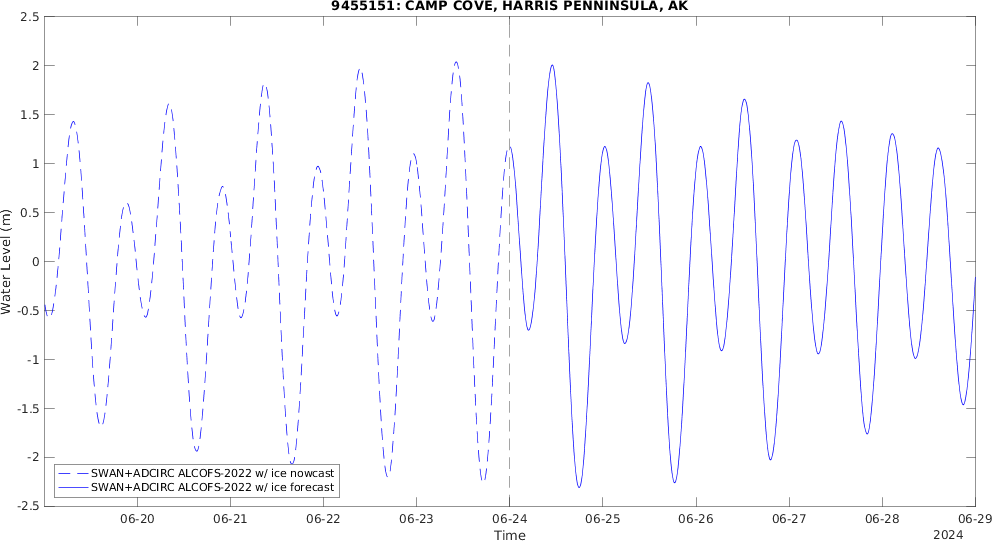 9455151: CAMP COVE, HARRIS PENNINSULA, AK
2.5
2
1.5
1
0.5
0
-0.5
-1
-1.5
-2
-2.5
Water Level (m)
SWAN+ADCIRC ALCOFS-2022 w/ ice nowcast
SWAN+ADCIRC ALCOFS-2022 w/ ice forecast
06-20 06-21 06-22 06-23 06-24 06-25 06-26 06-27 06-28 06-29
Time
2024